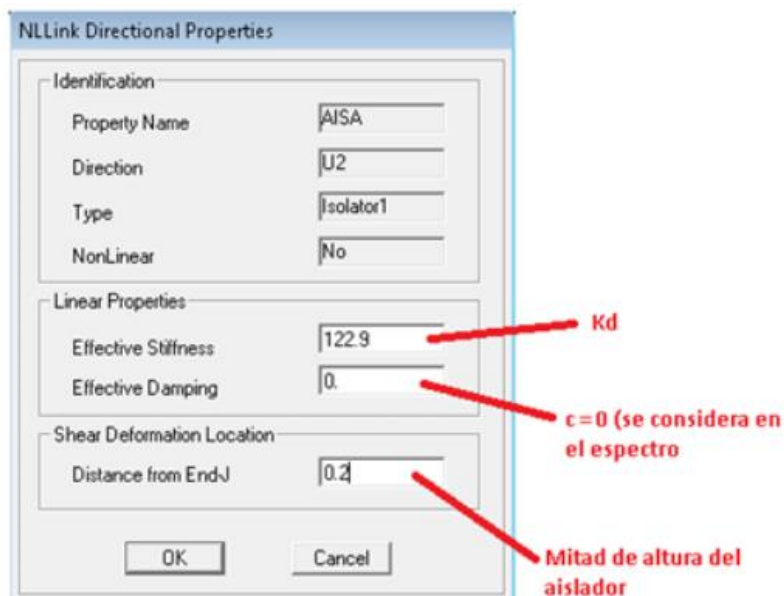 NLLink Directional Properties
Identification
Property Name AISA
Direction U2
Type Isolator1
NonLinear No
Linear Properties
Effective Stiffness 122.9
Effective Damping 0.
Shear Deformation Location
Distance from End-J 0.2
OK Cancel
Kd
c=0 (se considera en
el espectro
Mitad de altura del
aislador